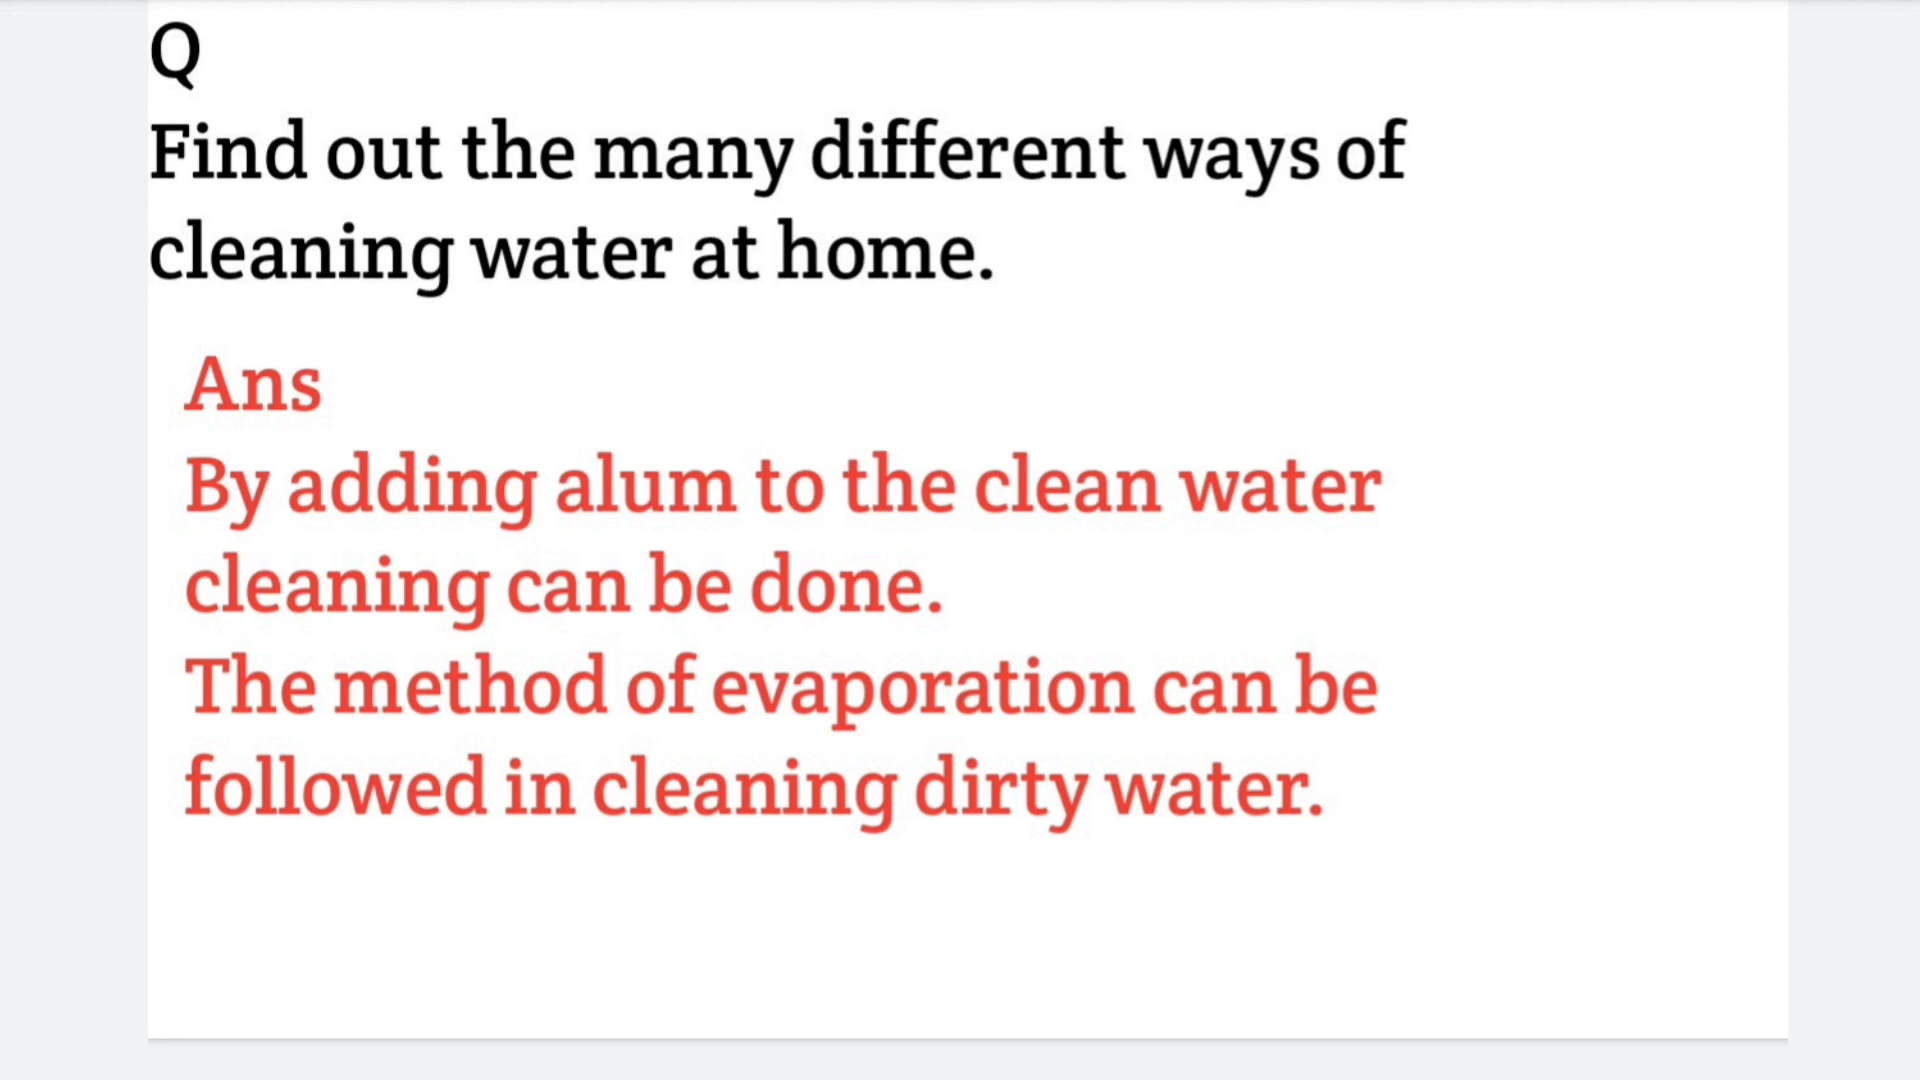 Q
Find out the many different ways of
cleaning water at home.
Ans
By adding alum to the clean water
cleaning can be done.
The method of evaporation can be
followed in cleaning dirty water.